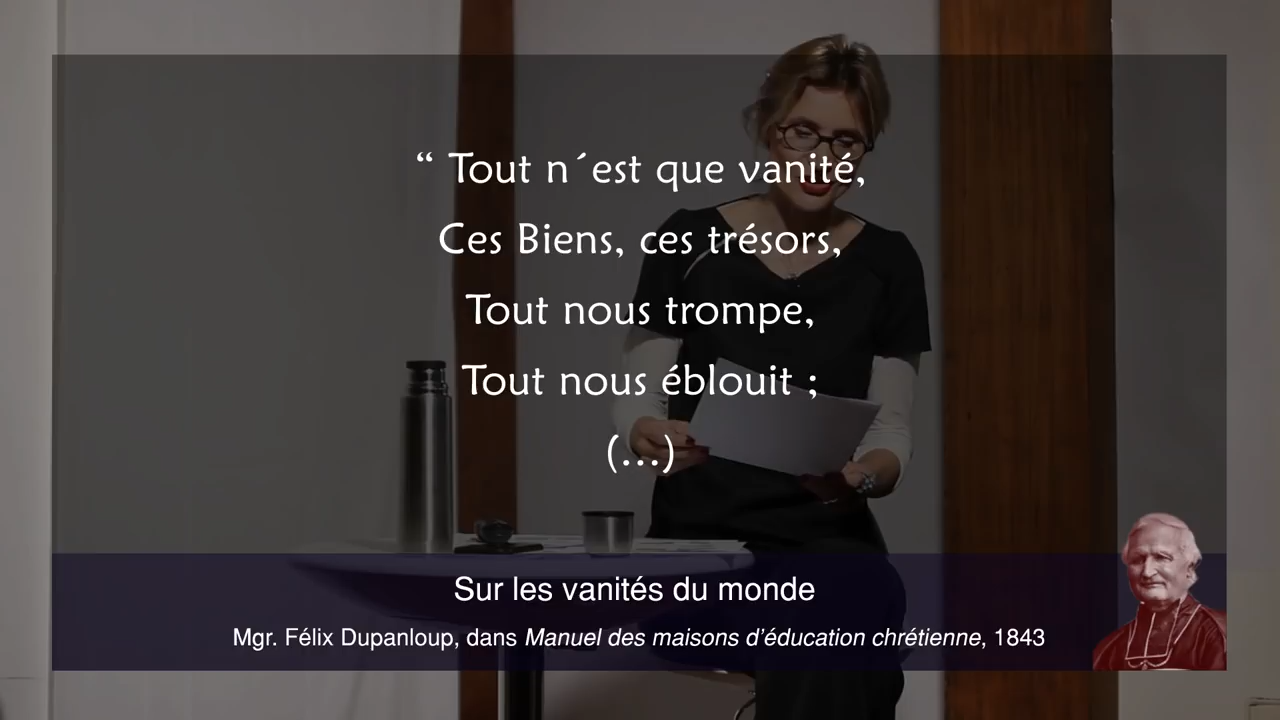 “ Tout n´est que vanité,
Ces Biens, ces trésors,
Tout nous trompe,
Tout nous éblouit ;
(...)
Sur les vanités du monde
Mgr. Félix Dupanloup, dans Manuel des maisons d’éducation chrétienne, 1843